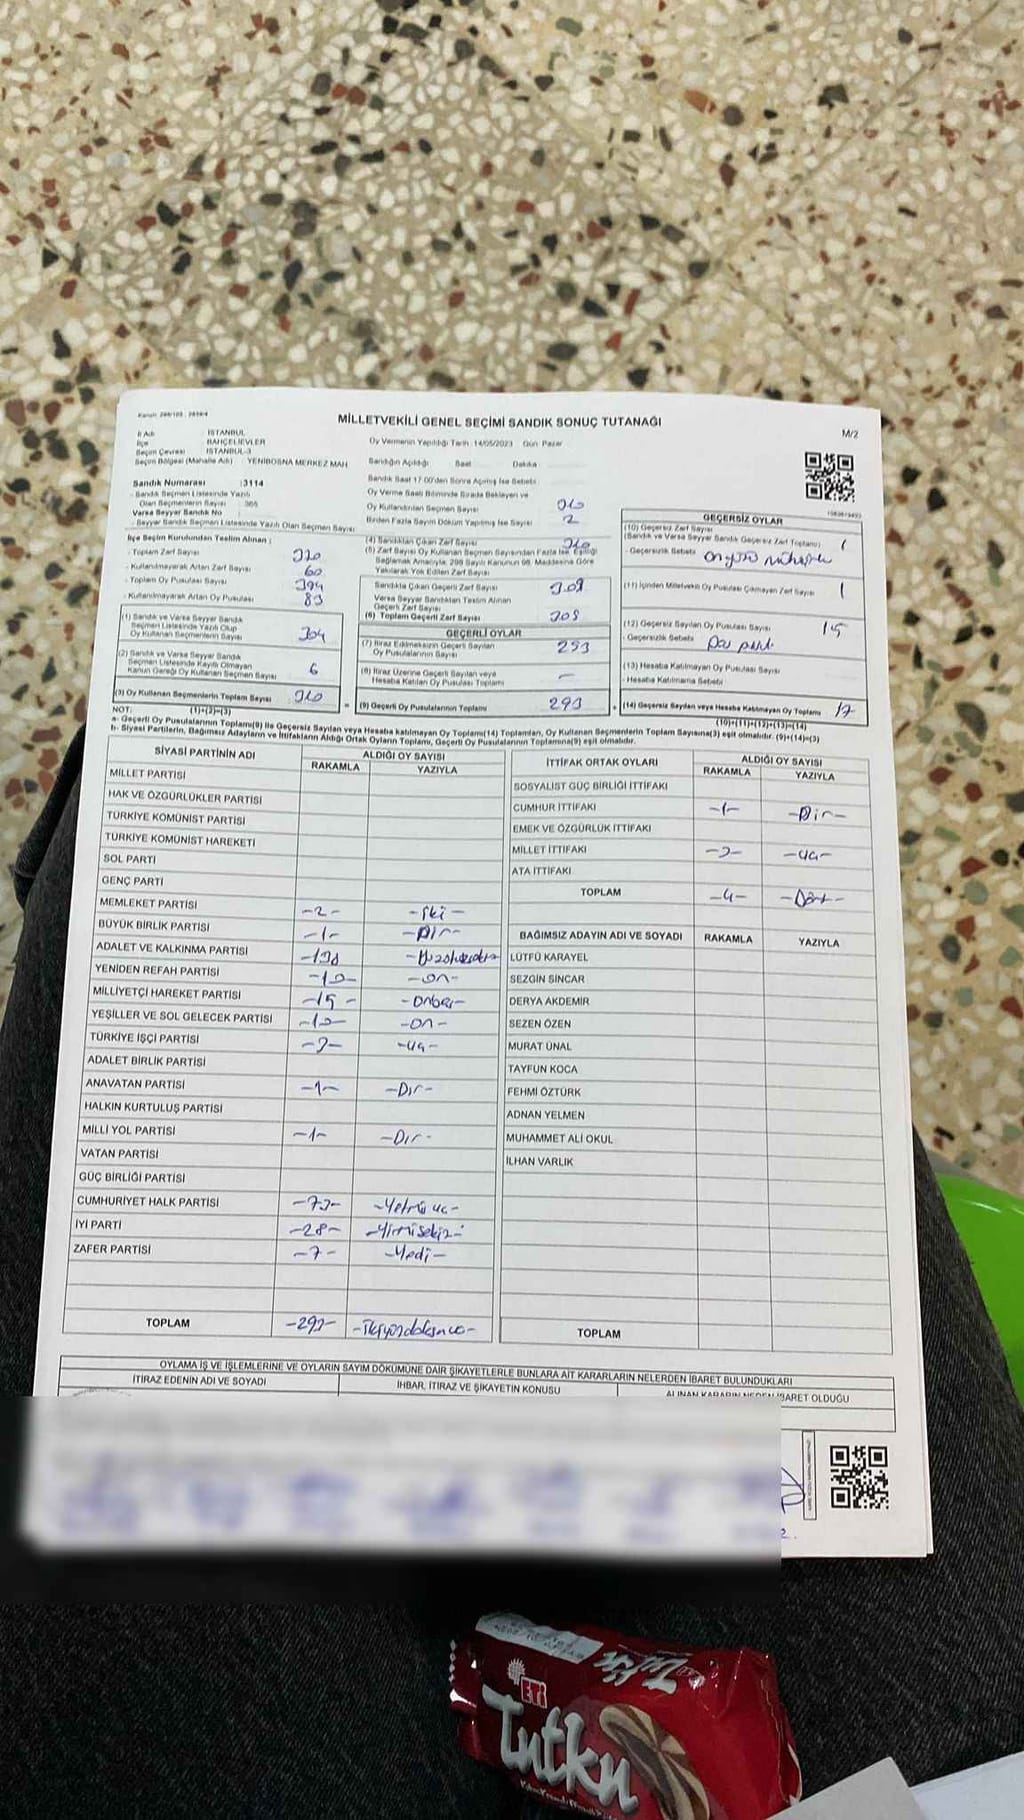 Kanun: 298/105, 2839/4
MİLLETVEKİLİ GENEL SEÇİMİ SANDIK SONUÇ TUTANAĞI
M/2
İl Adı : İSTANBUL
İlçe : BAHÇELİEVLER
Seçim Çevresi : İSTANBUL-3
Seçim Bölgesi (Mahalle Adı) : YENİBOSNA MERKEZ MAH
Oy Vermenin Yapıldığı Tarih : 14/05/2023 Gün : Pazar
Sandığın Açıldığı Saat Dakika
Sandık Saat 17:00'den Sonra Açılmış İse Sebebi
Sandık Numarası :3114
- Sandık Seçmen Listesinde Yazılı
Olan Seçmenlerin Sayısı : 365
Varsa Seyyar Sandık No :
- Seyyar Sandık Seçmen Listesinde Yazılı Olan Seçmen Sayısı:
Oy Verme Saati Bitiminde Sırada Bekleyen ve
Oy Kullandırılan Seçmen Sayısı
Birden Fazla Sayım Döküm Yapılmış İse Sayısı 2
İlçe Seçim Kurulundan Teslim Alınan ;
- Toplam Zarf Sayısı
- Kullanılmayarak Artan Zarf Sayısı 60
- Toplam Oy Pusulası Sayısı 394
- Kullanılmayarak Artan Oy Pusulası 83
(1) Sandık ve Varsa Seyyar Sandık
Seçmen Listesinde Yazılı Olup
Oy Kullanan Seçmenlerin Sayısı 304
(2) Sandık ve Varsa Seyyar Sandık
Seçmen Listesinde Kayıtlı Olmayan
Kanun Gereği Oy Kullanan Seçmen Sayısı 6
(3) Oy Kullanan Seçmenlerin Toplam Sayısı 310
(1)+(2)=(3)
(4) Sandıktan Çıkan Zarf Sayısı 310
(5) Zarf Sayısı Oy Kullanan Seçmen Sayısından Fazla İse, Eşitliği
Sağlamak Amacıyla; 298 Sayılı Kanunun 98. Maddesine Göre
Yakılarak Yok Edilen Zarf Sayısı
Sandıkta Çıkan Geçerli Zarf Sayısı 309
Varsa Seyyar Sandıktan Teslim Alınan
Geçerli Zarf Sayısı
(6) Toplam Geçerli Zarf Sayısı 309
GEÇERLİ OYLAR
(7) İtiraz Edilmeksizin Geçerli Sayılan
Oy Pusulalarının Sayısı 293
(8) İtiraz Üzerine Geçerli Sayılan veya
Hesaba Katılan Oy Pusulası Toplamı —
(9) Geçerli Oy Pusulalarının Toplamı 293
GEÇERSİZ OYLAR
(10) Geçersiz Zarf Sayısı
(Sandık ve Varsa Seyyar Sandık Geçersiz Zarf Toplamı) 1
- Geçersizlik Sebebi
(11) İçinden Milletvekili Oy Pusulası Çıkmayan Zarf Sayısı 1
(12) Geçersiz Sayılan Oy Pusulası Sayısı 15
- Geçersizlik Sebebi
(13) Hesaba Katılmayan Oy Pusulası Sayısı
- Hesaba Katılmama Sebebi
(14) Geçersiz Sayılan veya Hesaba Katılmayan Oy Toplamı 17
(10)+(11)+(12)+(13)=(14)
NOT:
a- Geçerli Oy Pusulalarının Toplamı(9) İle Geçersiz Sayılan veya Hesaba katılmayan Oy Toplamı(14) Toplamları, Oy Kullanan Seçmenlerin Toplam Sayısına(3) eşit olmalıdır. (9)+(14)=(3)
b- Siyasi Partilerin, Bağımsız Adayların ve İttifakların Aldığı Ortak Oyların Toplamı, Geçerli Oy Pusulalarının Toplamına(9) eşit olmalıdır.
SİYASİ PARTİNİN ADI ALDIĞI OY SAYISI
RAKAMLA YAZIYLA
MİLLET PARTİSİ
HAK VE ÖZGÜRLÜKLER PARTİSİ
TÜRKİYE KOMÜNİST PARTİSİ
TÜRKİYE KOMÜNİST HAREKETİ
SOL PARTİ
GENÇ PARTİ
MEMLEKET PARTİSİ -2- -İki-
BÜYÜK BİRLİK PARTİSİ -1- -Bir-
ADALET VE KALKINMA PARTİSİ -138
YENİDEN REFAH PARTİSİ -10- -on-
MİLLİYETÇİ HAREKET PARTİSİ -15- -onbeş-
YEŞİLLER VE SOL GELECEK PARTİSİ -10- -on-
TÜRKİYE İŞÇİ PARTİSİ -3- -üç-
ADALET BİRLİK PARTİSİ
ANAVATAN PARTİSİ -1- -Bir-
HALKIN KURTULUŞ PARTİSİ
MİLLİ YOL PARTİSİ -1- -Bir-
VATAN PARTİSİ
GÜÇ BİRLİĞİ PARTİSİ
CUMHURİYET HALK PARTİSİ -73- -Yetmiş üç-
İYİ PARTİ -28- -Yirmisekiz-
ZAFER PARTİSİ -7- -Yedi-
TOPLAM -293- -İkiyüzdoksanüç-
İTTİFAK ORTAK OYLARI ALDIĞI OY SAYISI
RAKAMLA YAZIYLA
SOSYALİST GÜÇ BİRLİĞİ İTTİFAKI
CUMHUR İTTİFAKI -1- -Bir-
EMEK VE ÖZGÜRLÜK İTTİFAKI
MİLLET İTTİFAKI -3- -üç-
ATA İTTİFAKI
TOPLAM -4- -Dört-
BAĞIMSIZ ADAYIN ADI VE SOYADI RAKAMLA YAZIYLA
LÜTFÜ KARAYEL
SEZGİN SİNCAR
DERYA AKDEMİR
SEZEN ÖZEN
MURAT ÜNAL
TAYFUN KOCA
FEHMİ ÖZTÜRK
ADNAN YELMEN
MUHAMMET ALİ OKUL
İLHAN VARLIK
TOPLAM
OYLAMA İŞ VE İŞLEMLERİNE VE OYLARIN SAYIM DÖKÜMÜNE DAİR ŞİKAYETLERLE BUNLARA AİT KARARLARIN NELERDEN İBARET BULUNDUKLARI
İTİRAZ EDENİN ADI VE SOYADI İHBAR, İTİRAZ VE ŞİKAYETİN KONUSU ALINAN KARARIN NEDEN İBARET OLDUĞU
ETİ
Tutku